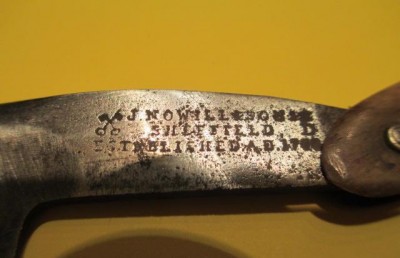 J. NOWILL & SONS
SHEFFIELD
ESTABLISHED A.D. 1700